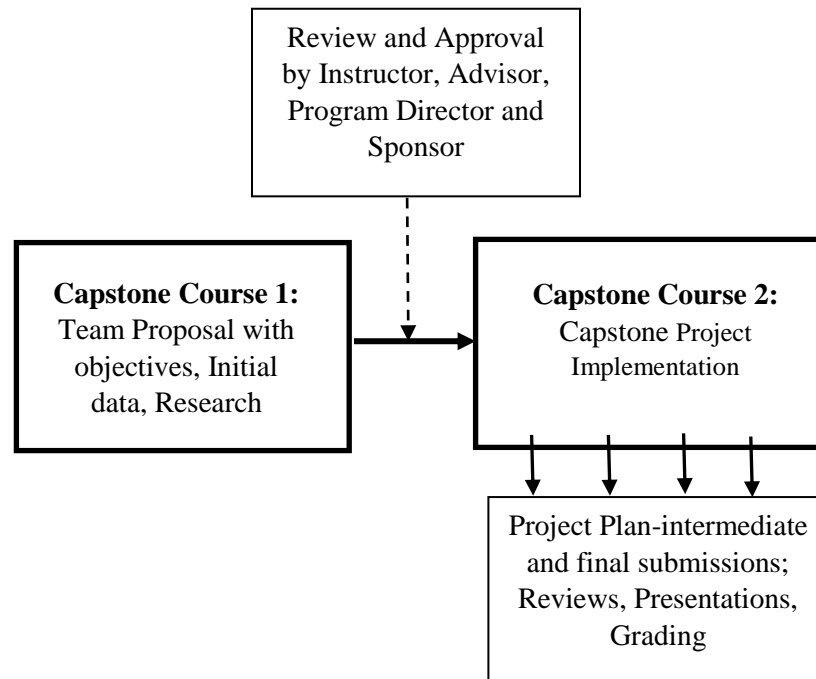 Review and Approval
by Instructor, Advisor,
Program Director and
Sponsor
Capstone Course 1:
Team Proposal with
objectives, Initial
data, Research
Capstone Course 2:
Capstone Project
Implementation
Project Plan-intermediate
and final submissions;
Reviews, Presentations,
Grading